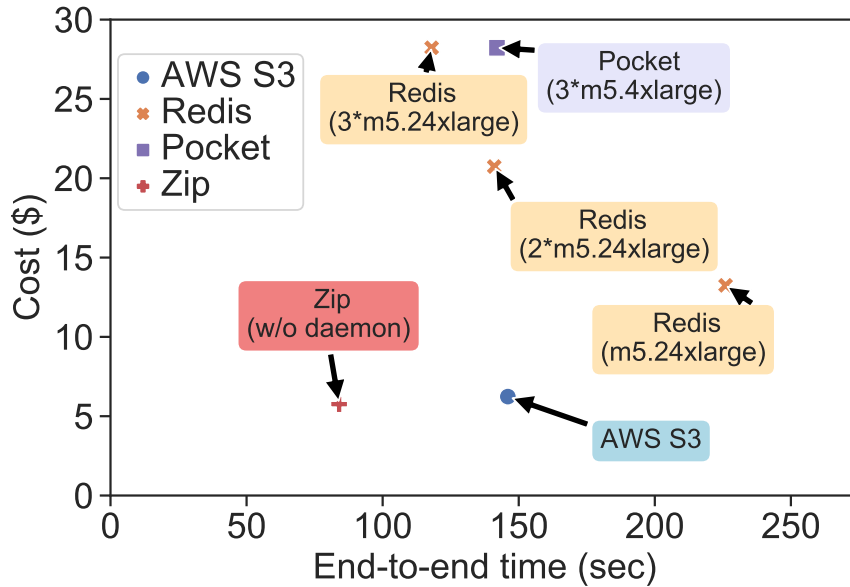 30
25
20
15
10
5
0
Cost ($)
AWS S3
Redis
Pocket
Zip
Redis
(3*m5.24xlarge)
Pocket
(3*m5.4xlarge)
Redis
(2*m5.24xlarge)
Zip
(w/o daemon)
Redis
(m5.24xlarge)
AWS S3
0 50 100 150 200 250
End-to-end time (sec)